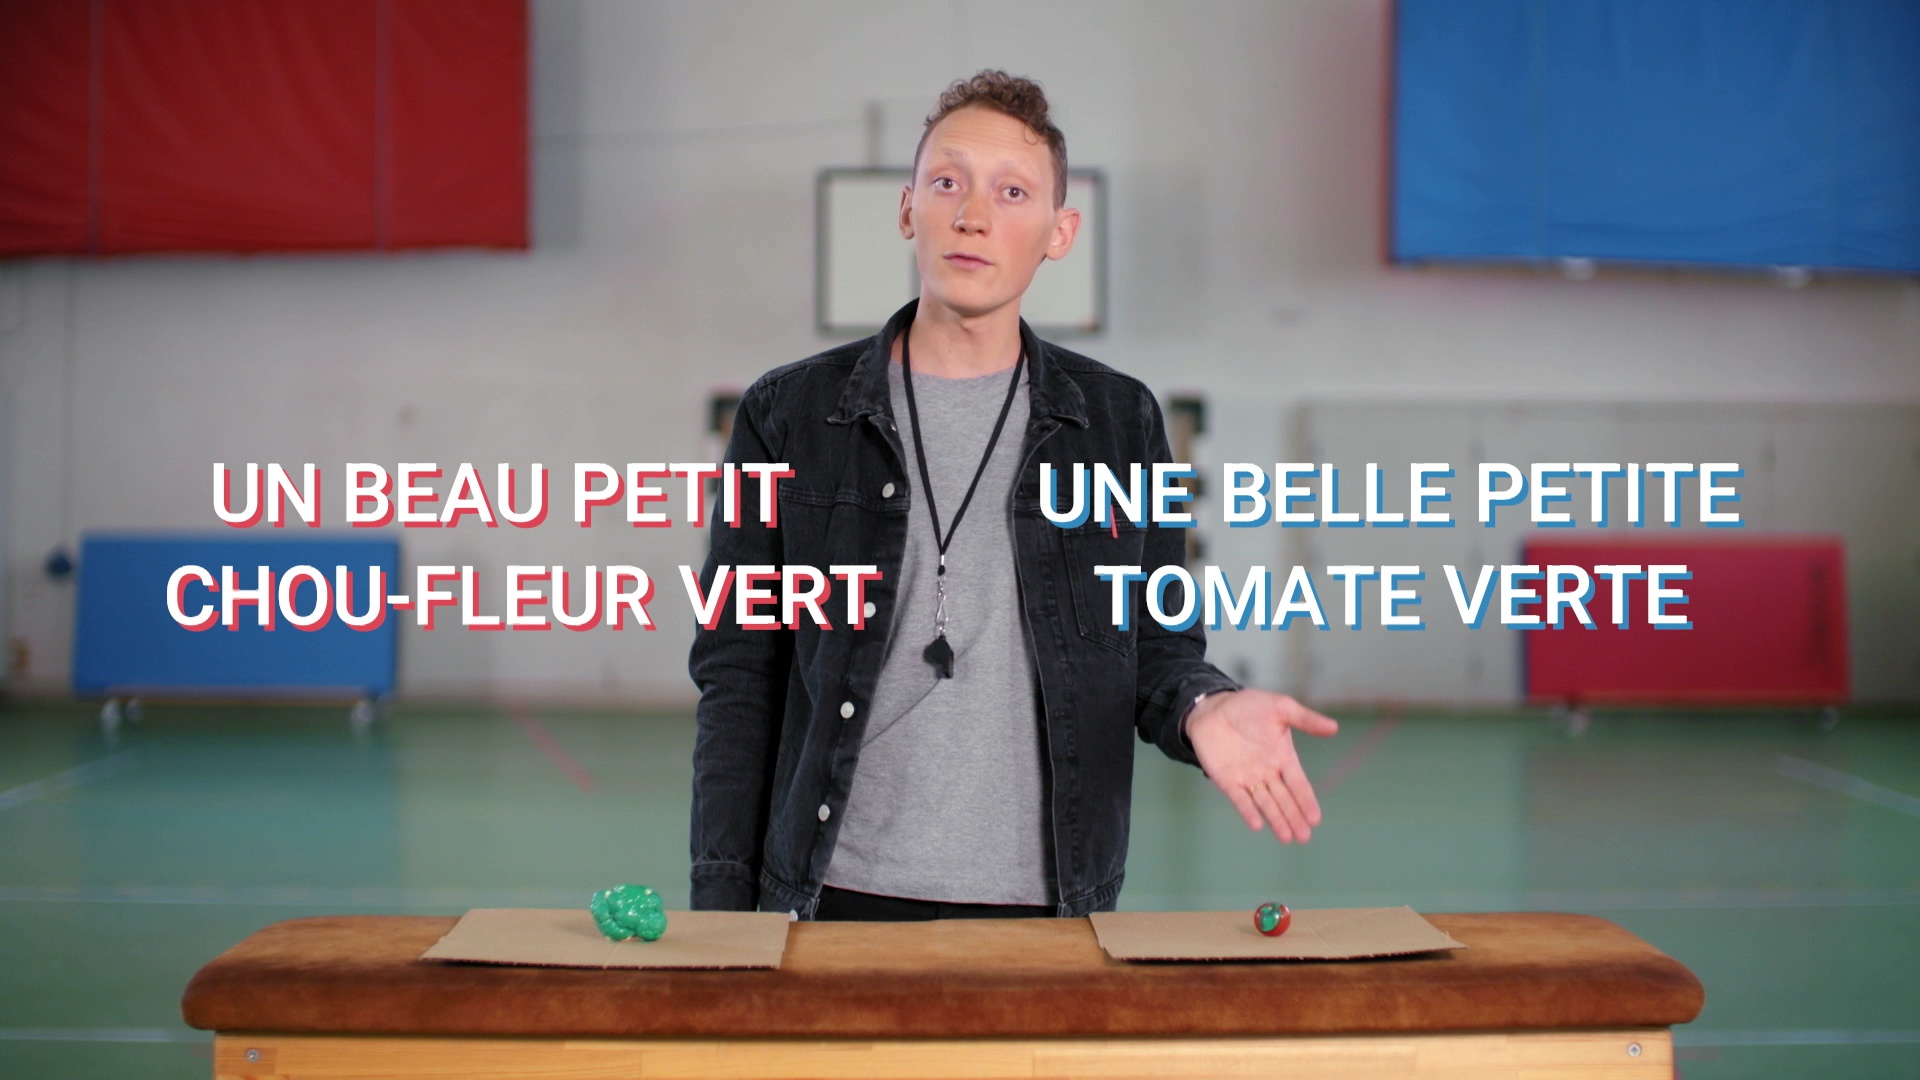 UN BEAU PETIT
CHOU-FLEUR VERT
UNE BELLE PETITE
TOMATE VERTE